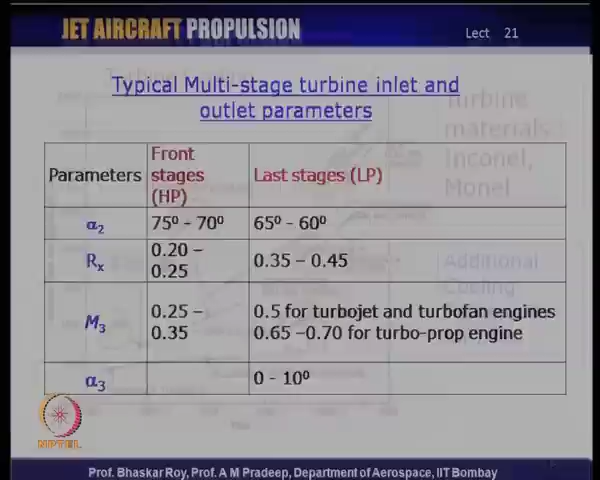 JET AIRCRAFT PROPULSION
Lect 21
Typical Multi-stage turbine inlet and
outlet parameters
Parameters
Front
stages
(HP)
Last stages (LP)
α₂
75⁰ - 70⁰
65⁰ - 60⁰
Rₓ
0.20 –
0.25
0.35 – 0.45
M₃
0.25 –
0.35
0.5 for turbojet and turbofan engines
0.65 –0.70 for turbo-prop engine
α₃
0 - 10⁰
Turbine
materials
Inconel,
Monel
Additional
Cooling
NPTEL
Prof. Bhaskar Roy, Prof. A M Pradeep, Department of Aerospace, IIT Bombay